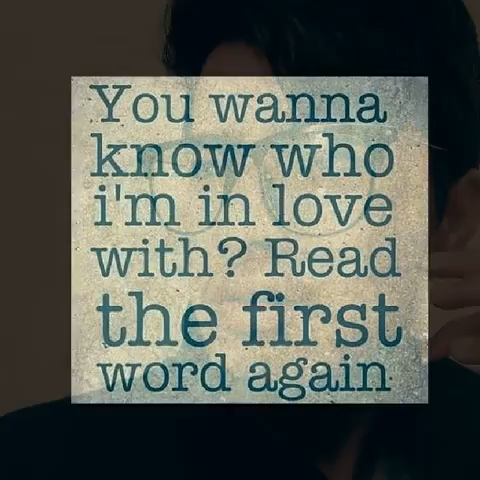 You wanna
know who
i'm in love
with? Read
the first
word again